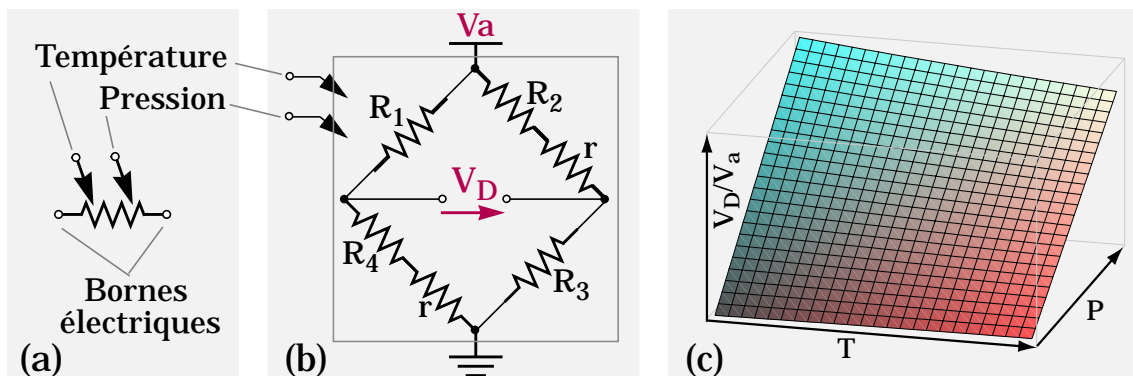 Température
Pression
Bornes
électriques
(a)
Va
R1
R2
r
VD
R4
r
R3
(b)
VD/Va
T
P
(c)